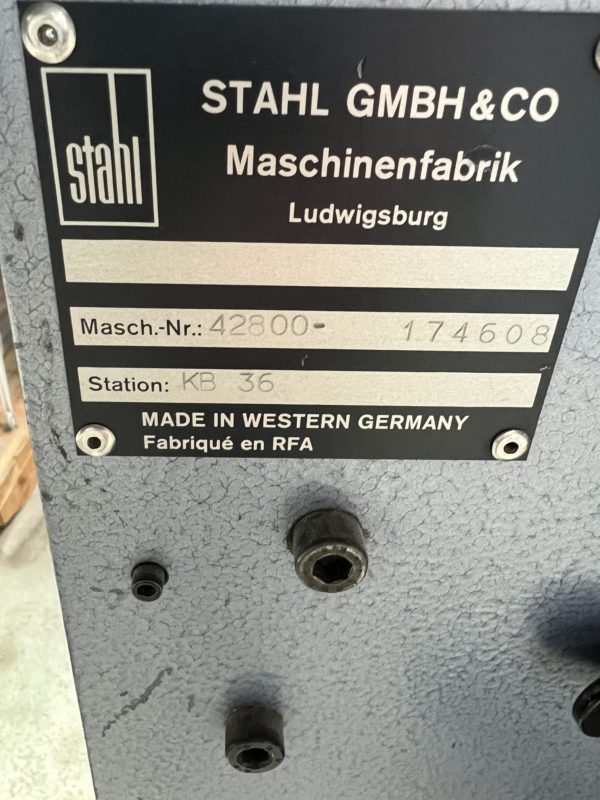 stahl
STAHL GMBH & CO
Maschinenfabrik
Ludwigsburg
Masch.-Nr.: 42800- 174608
Station: KB 36
MADE IN WESTERN GERMANY
Fabriqué en RFA